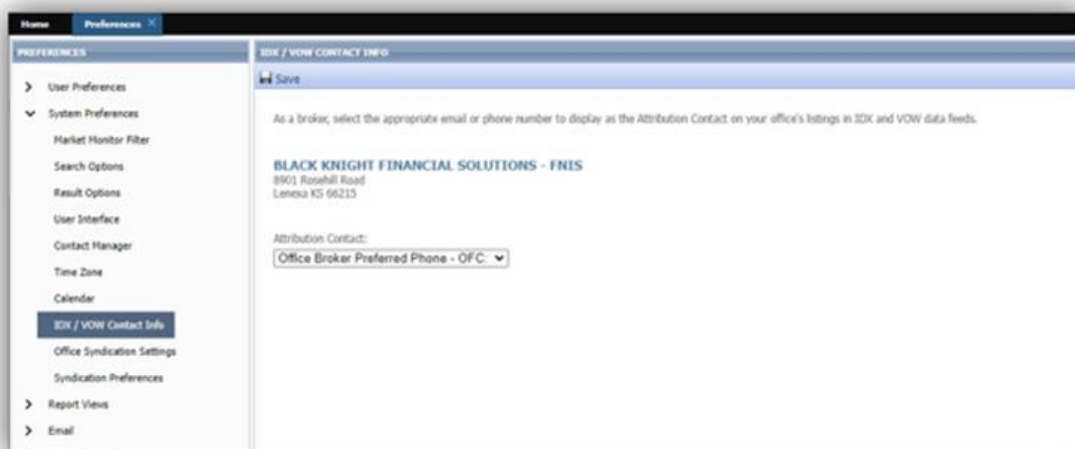 Home Preferences
PREFERENCES
IDX / VOW CONTACT INFO
Save
User Preferences
System Preferences
Market Monitor Filter
Search Options
Result Options
User Interface
Contact Manager
Time Zone
Calendar
IDX / VOW Contact Info
Office Syndication Settings
Syndication Preferences
Report Views
Email
As a broker, select the appropriate email or phone number to display as the Attribution Contact on your office's listings in IDX and VOW data feeds.
BLACK KNIGHT FINANCIAL SOLUTIONS - FNIS
8901 Rosehill Road
Lenexa KS 66215
Attribution Contact:
Office Broker Preferred Phone - OFC: